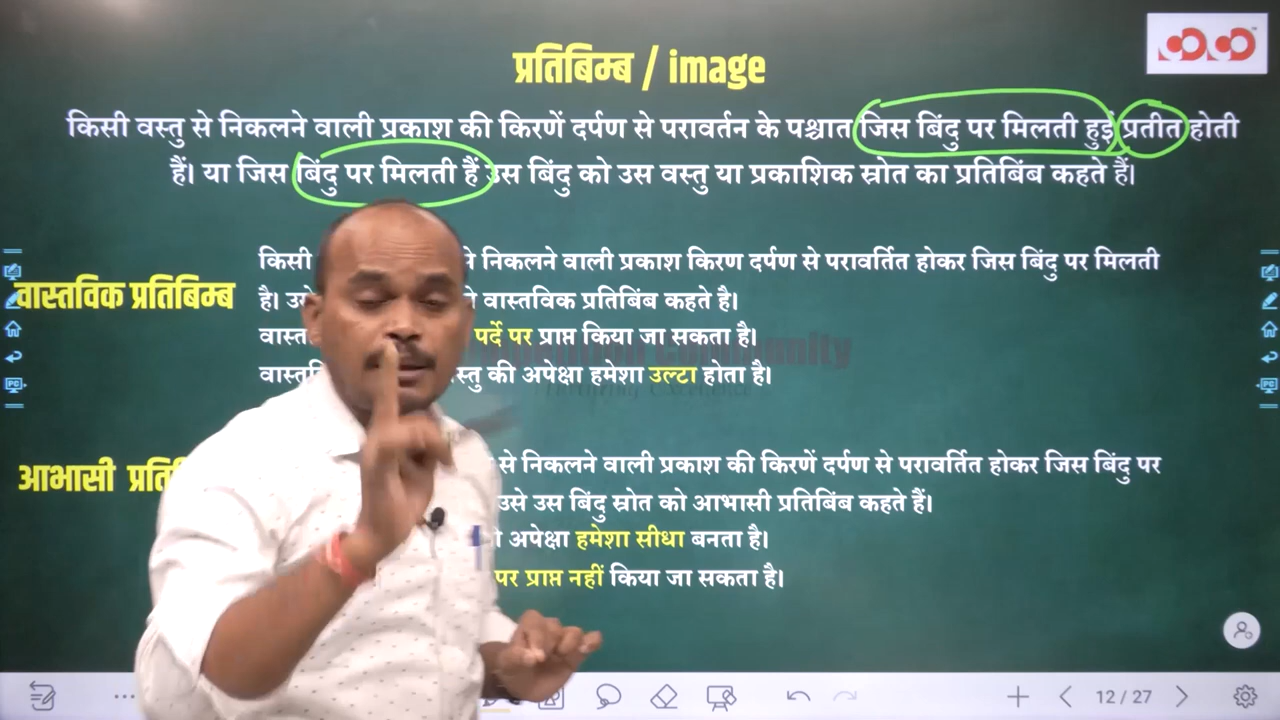 प्रतिबिम्ब / image
किसी वस्तु से निकलने वाली प्रकाश की किरणें दर्पण से परावर्तन के पश्चात जिस बिंदु पर मिलती हुई प्रतीत होती
हैं। या जिस बिंदु पर मिलती हैं उस बिंदु को उस वस्तु या प्रकाशिक स्रोत का प्रतिबिंब कहते हैं।
वास्तविक प्रतिबिम्ब
किसी निकलने वाली प्रकाश किरण दर्पण से परावर्तित होकर जिस बिंदु पर मिलती
है। वास्तविक प्रतिबिंब कहते है।
पर्दे पर प्राप्त किया जा सकता है।
की अपेक्षा हमेशा उल्टा होता है।
आभासी
से निकलने वाली प्रकाश की किरणें दर्पण से परावर्तित होकर जिस बिंदु पर
उसे उस बिंदु स्रोत को आभासी प्रतिबिंब कहते हैं।
अपेक्षा हमेशा सीधा बनता है।
पर प्राप्त नहीं किया जा सकता है।
12 / 27